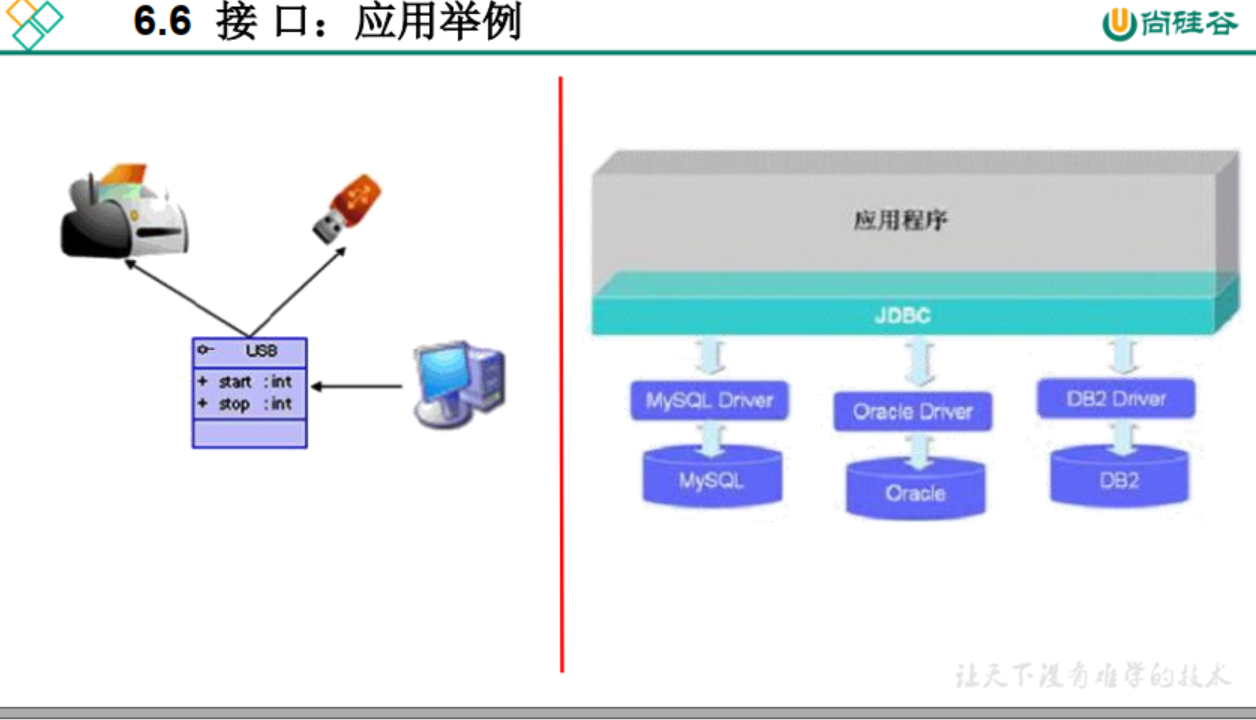 6.6 接 口：应用举例
尚硅谷
USB
+ start : int
+ stop : int
应用程序
JDBC
MySQL Driver
Oracle Driver
DB2 Driver
MySQL
Oracle
DB2
让天下没有难学的技术